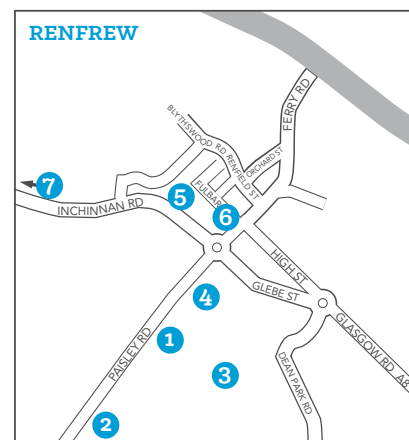 RENFREW
FERRY RD
BLYTHSWOOD RD
RENFIELD ST
ORCHARD ST
7
INCHINNAN RD
5
FULBAR
6
HIGH ST
GLEBE ST
4
GLASGOW RD A8
PAISLEY RD
1
3
DEAN PARK RD
2